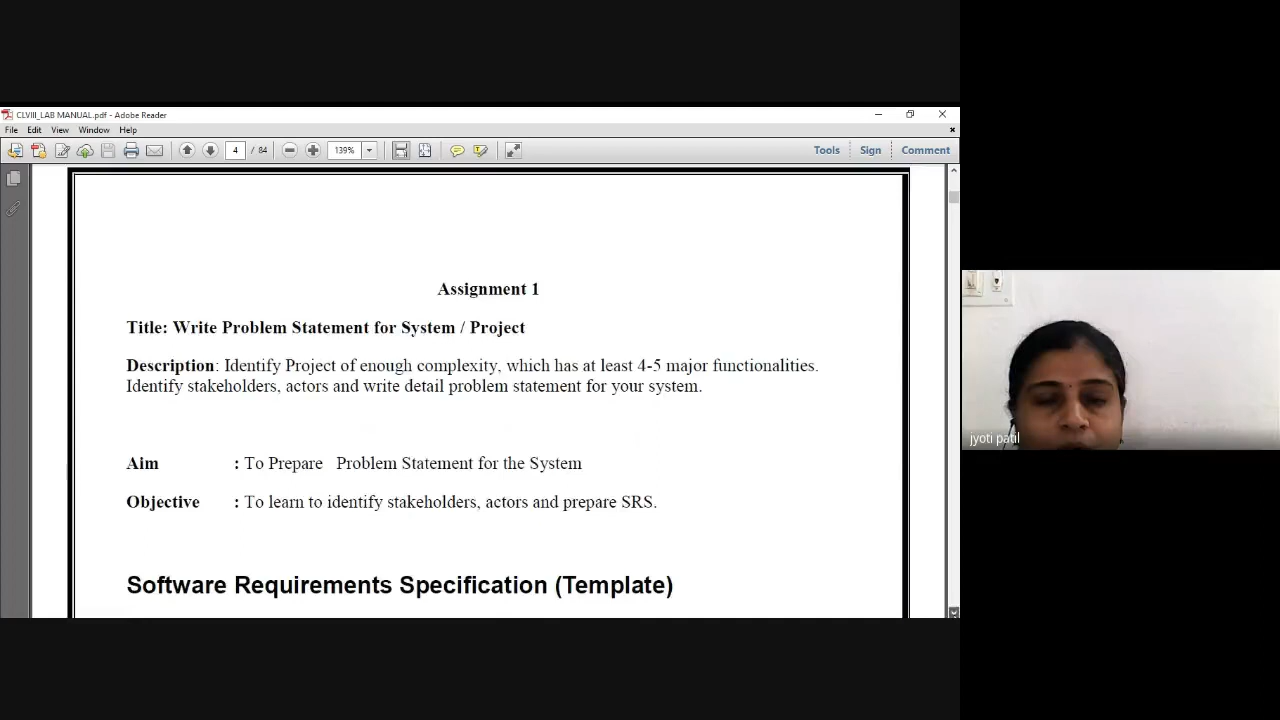 CLVIII_LAB MANUAL.pdf - Adobe Reader
File Edit View Window Help
4 / 84 139% Tools Sign Comment
Assignment 1
Title: Write Problem Statement for System / Project
Description: Identify Project of enough complexity, which has at least 4-5 major functionalities.
Identify stakeholders, actors and write detail problem statement for your system.
Aim : To Prepare Problem Statement for the System
Objective : To learn to identify stakeholders, actors and prepare SRS.
jyoti patil
Software Requirements Specification (Template)